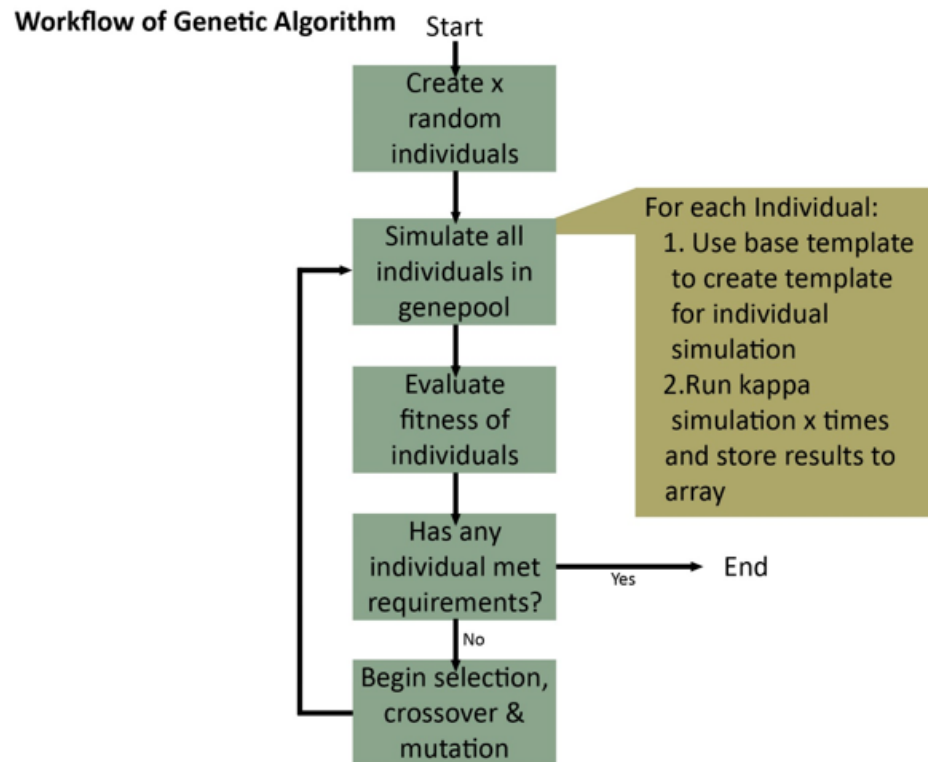 Workflow of Genetic Algorithm
Start
Create x
random
individuals
Simulate all
individuals in
genepool
For each Individual:
1. Use base template
to create template
for individual
simulation
2.Run kappa
simulation x times
and store results to
array
Evaluate
fitness of
individuals
Has any
individual met
requirements?
Yes
End
No
Begin selection,
crossover &
mutation